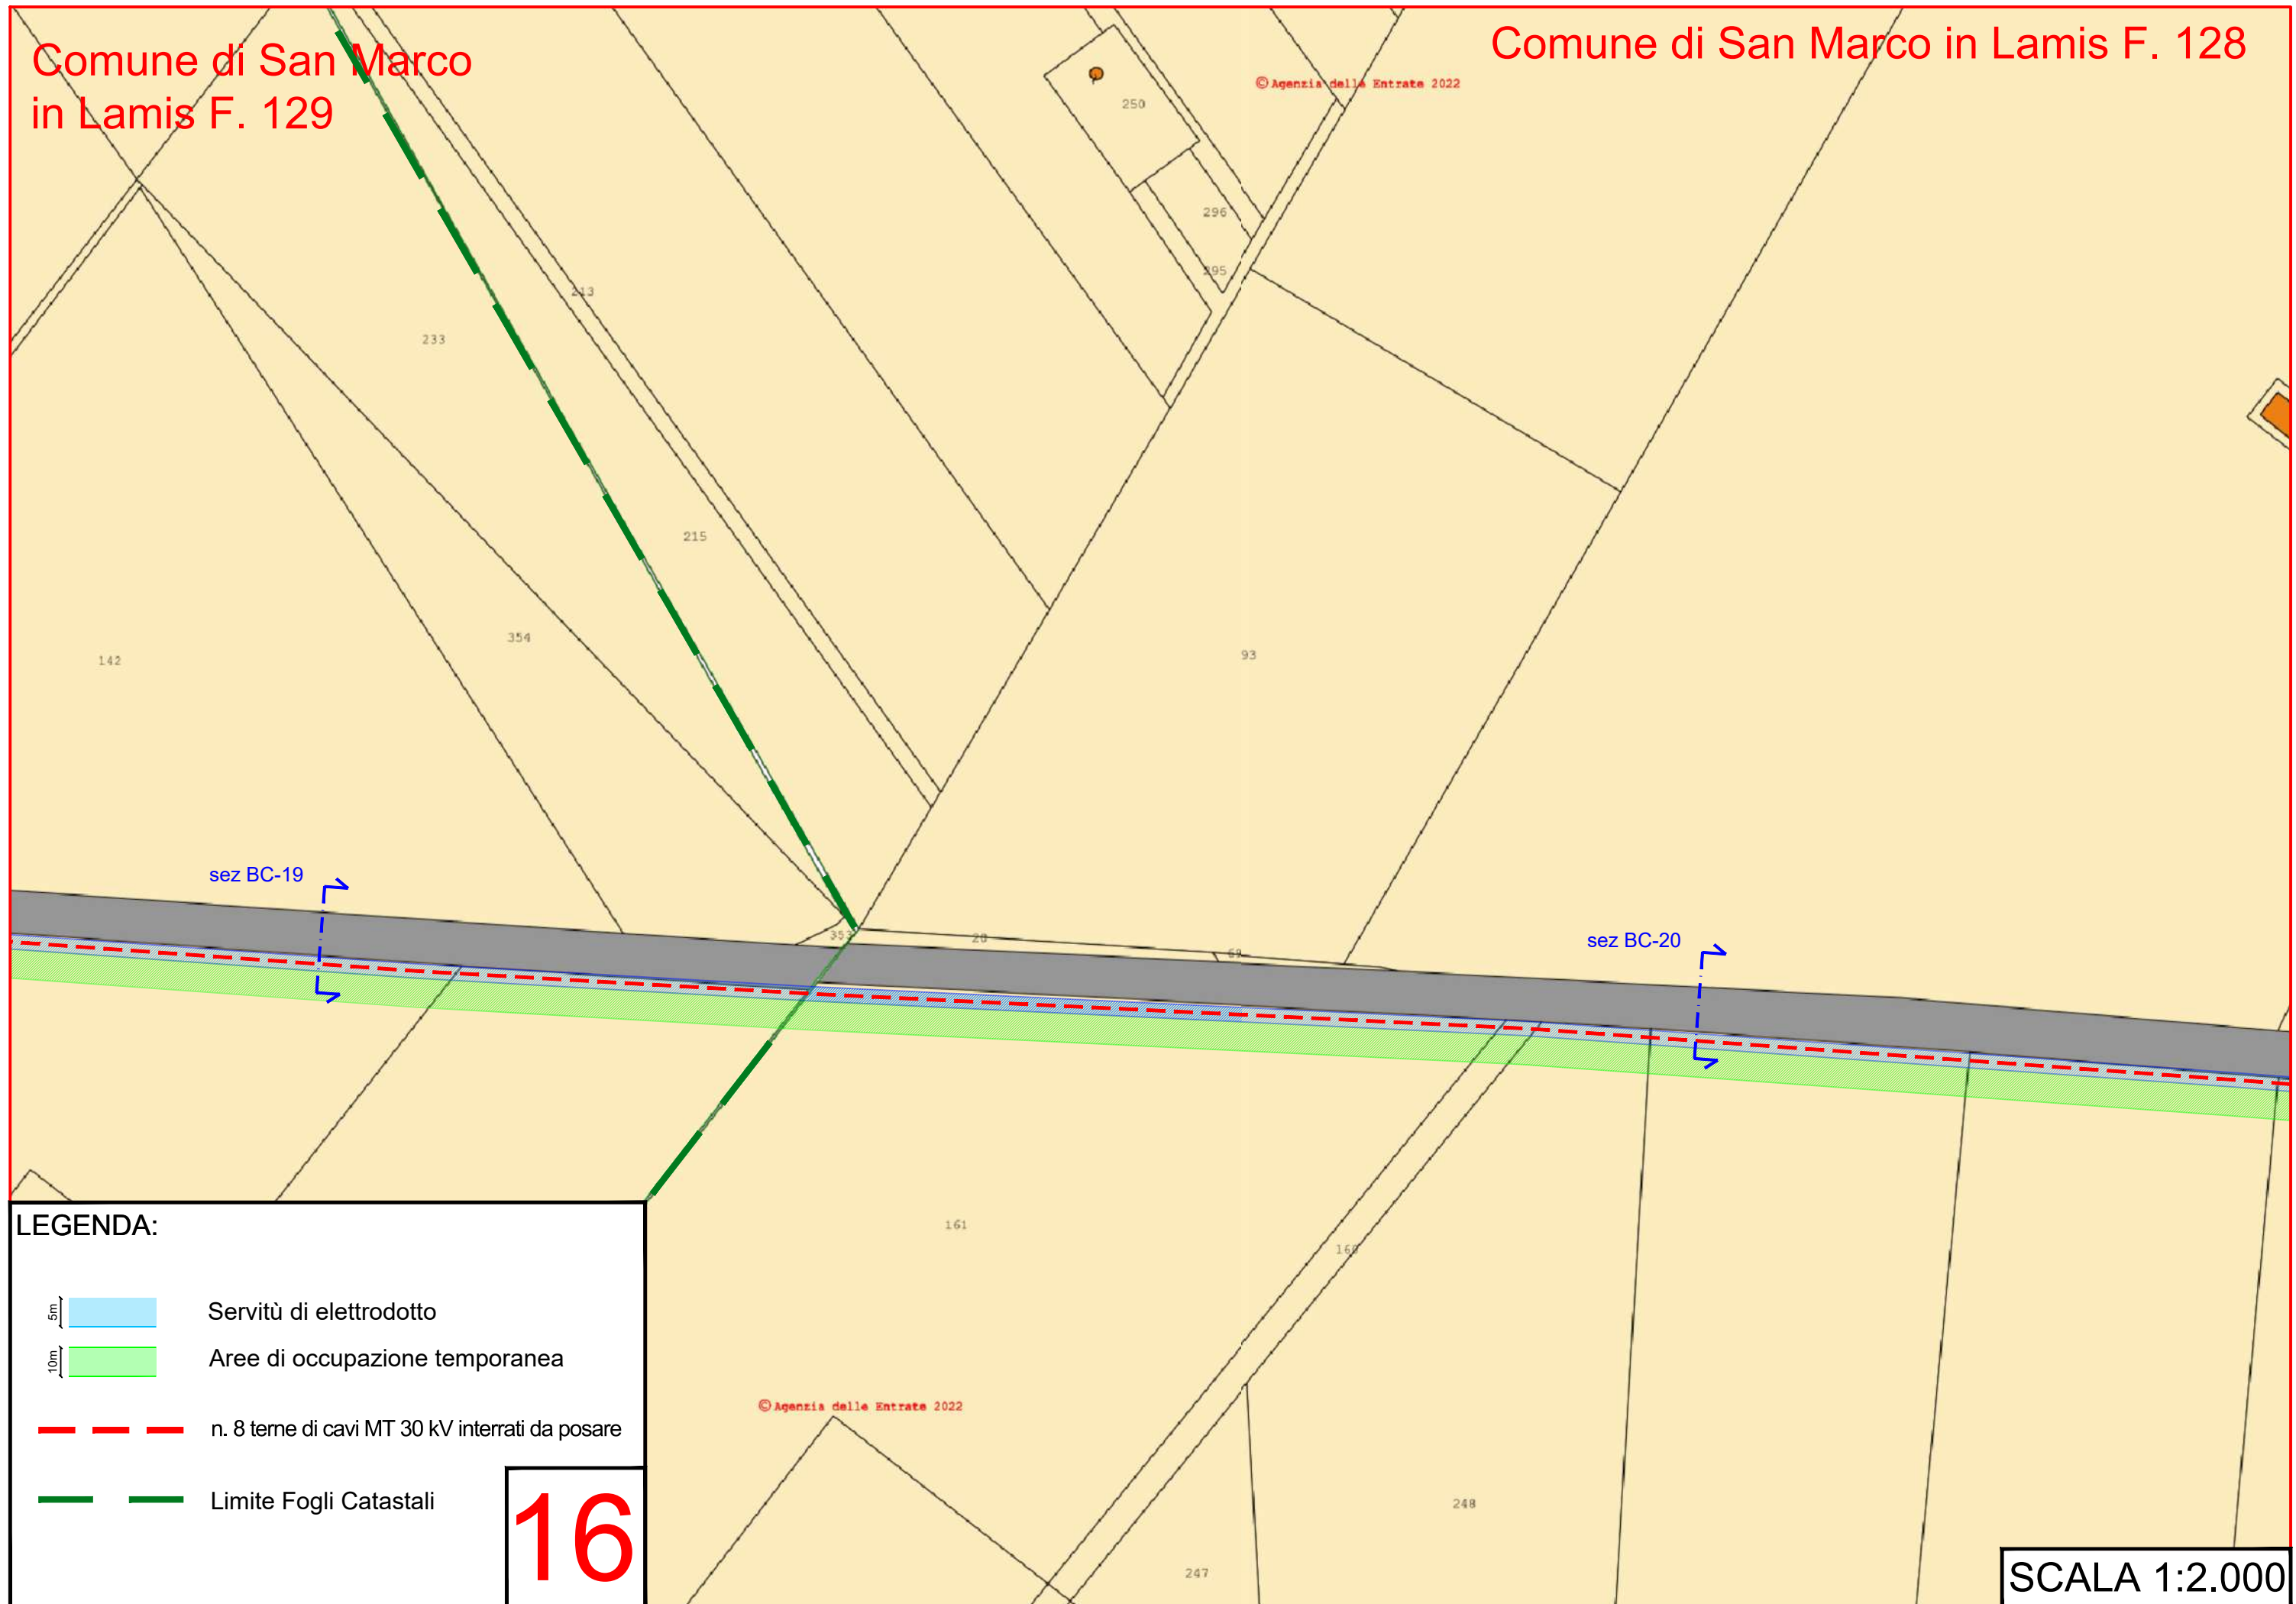 Comune di San Marco
in Lamis F. 129
Comune di San Marco in Lamis F. 128
© Agenzia delle Entrate 2022
250
296
295
213
233
215
354
142
93
sez BC-19
353
20
69
sez BC-20
161
160
LEGENDA:
5m
Servitù di elettrodotto
10m
Aree di occupazione temporanea
n. 8 terne di cavi MT 30 kV interrati da posare
Limite Fogli Catastali
16
© Agenzia delle Entrate 2022
248
247
SCALA 1:2.000